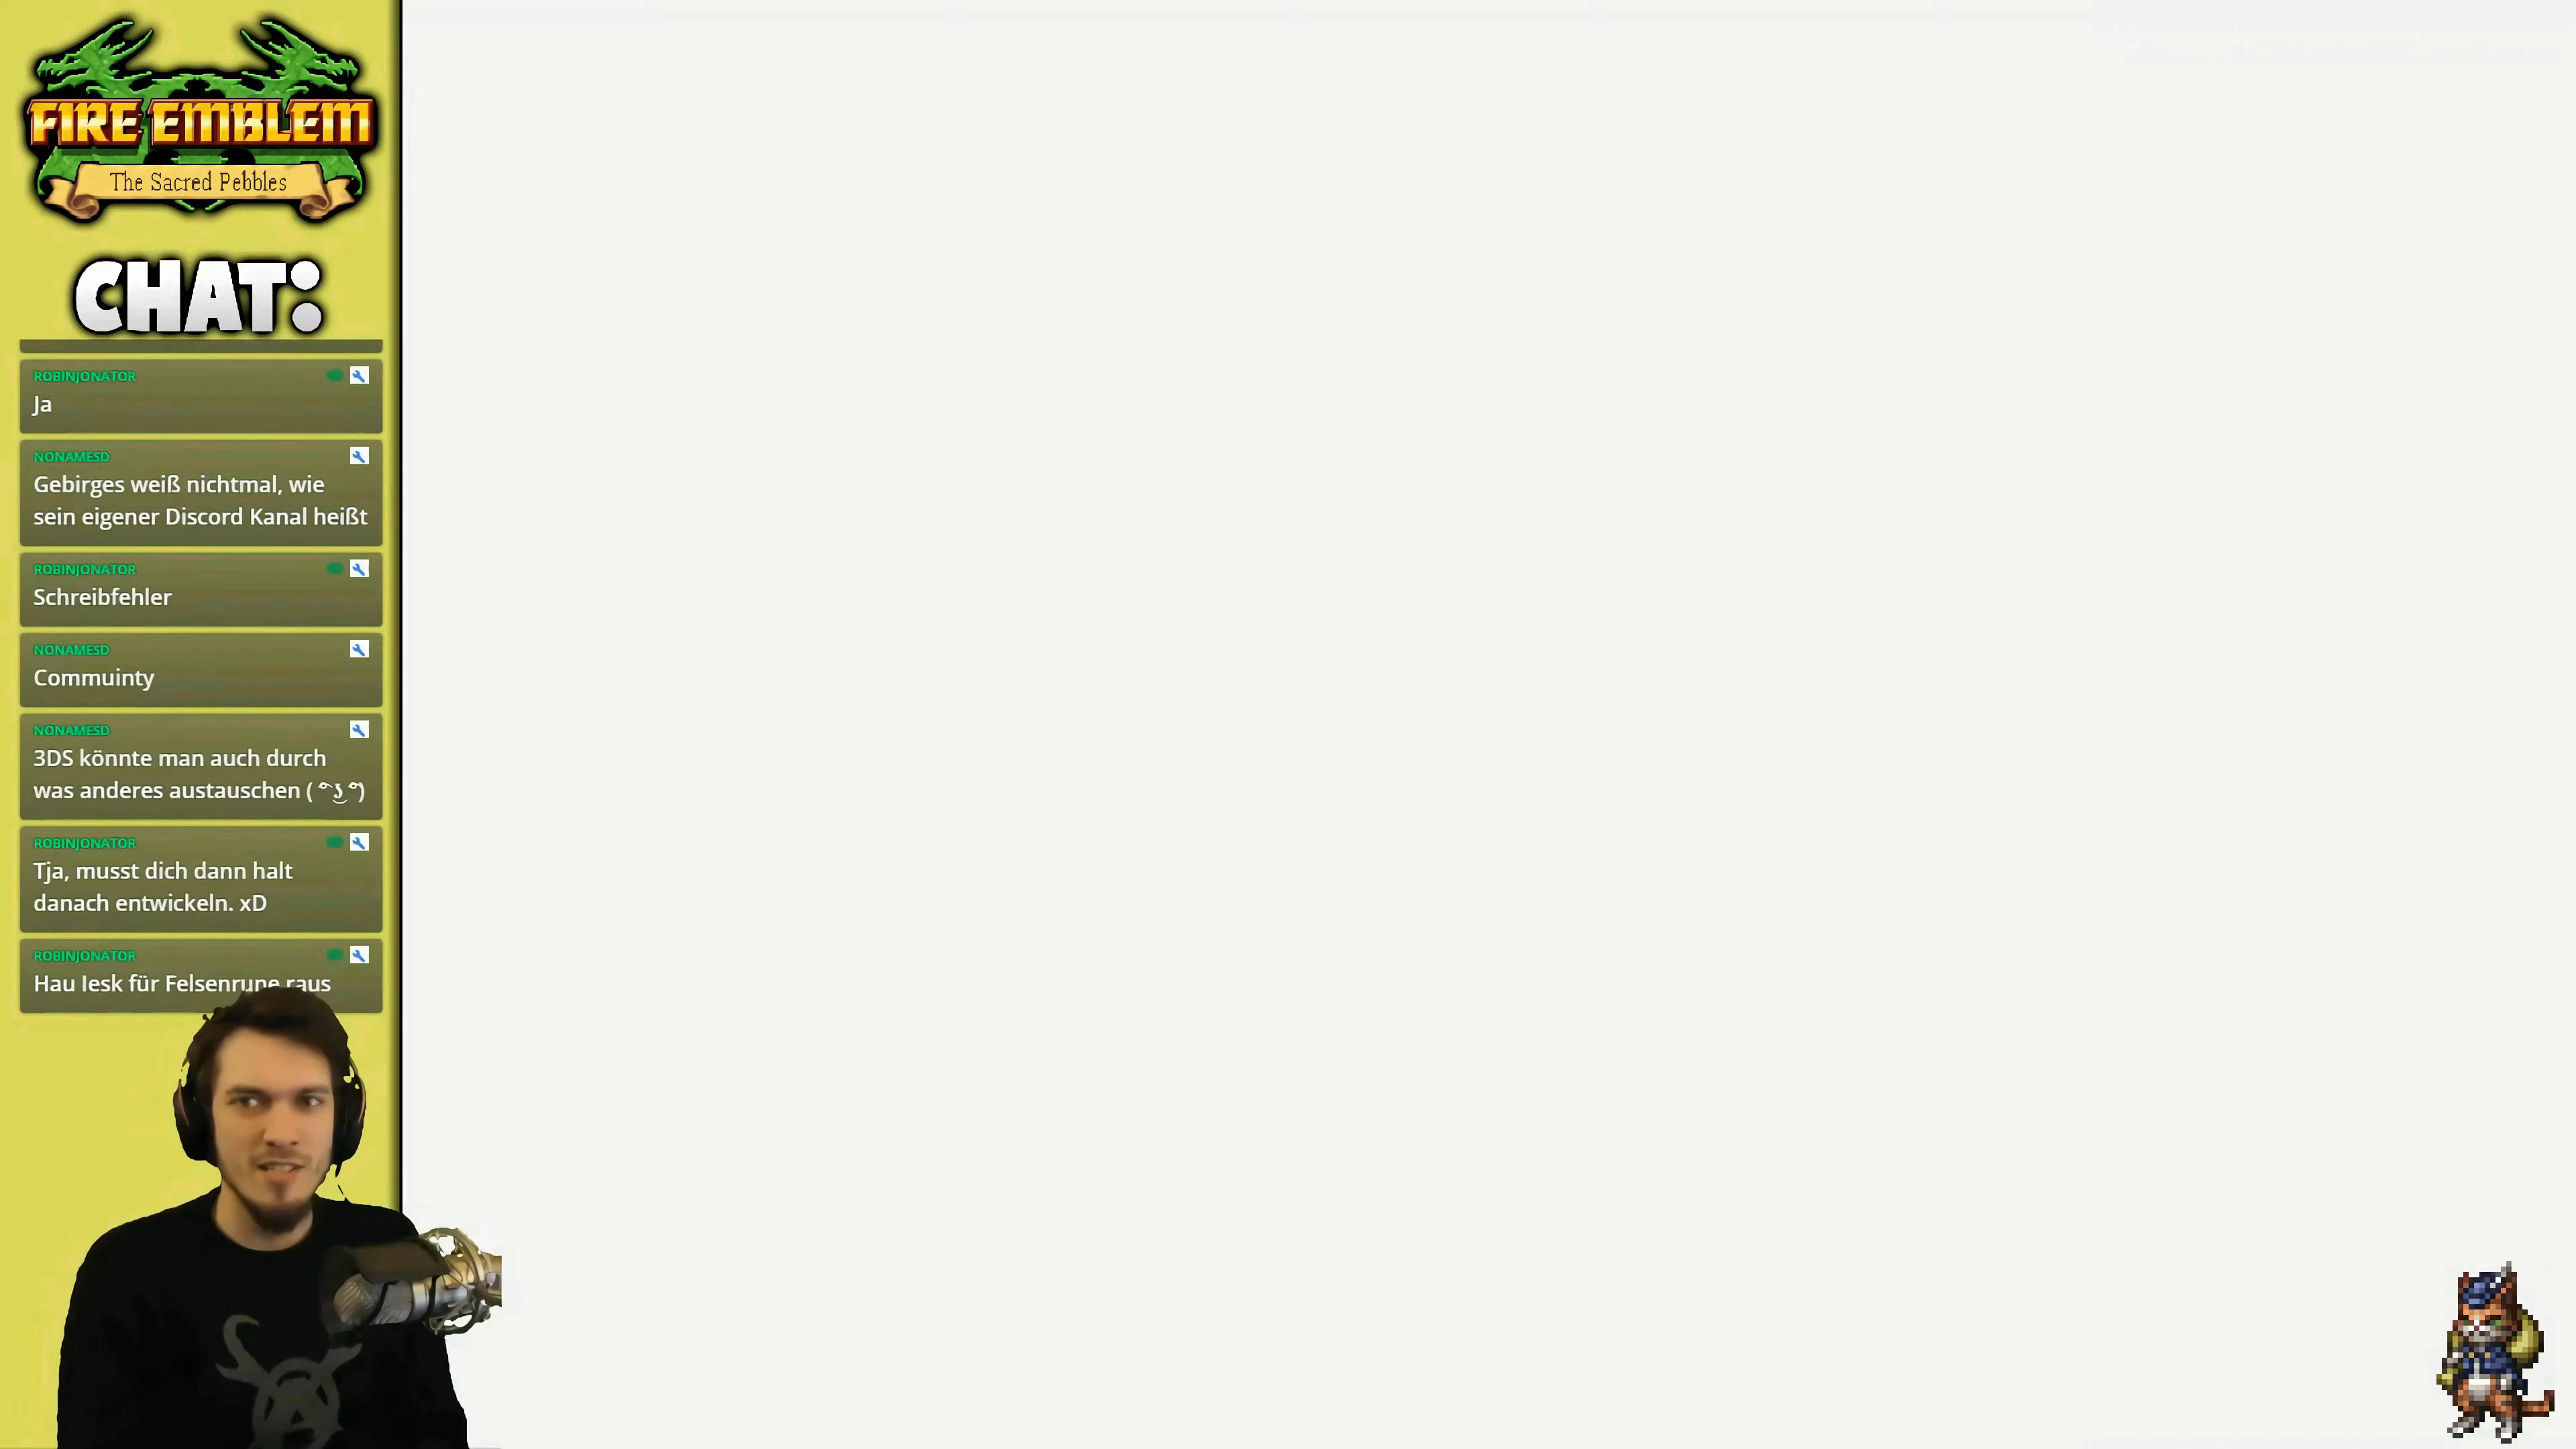 FIRE EMBLEM
The Sacred Pebbles
CHAT:
ROBINJONATOR
Ja
NONAMESD
Gebirges weiß nichtmal, wie
sein eigener Discord Kanal heißt
ROBINJONATOR
Schreibfehler
NONAMESD
Commuinty
NONAMESD
3DS könnte man auch durch
was anderes austauschen ( ͡° ͜ʖ ͡°)
ROBINJONATOR
Tja, musst dich dann halt
danach entwickeln. xD
ROBINJONATOR
Hau Iesk für Felsenrune raus